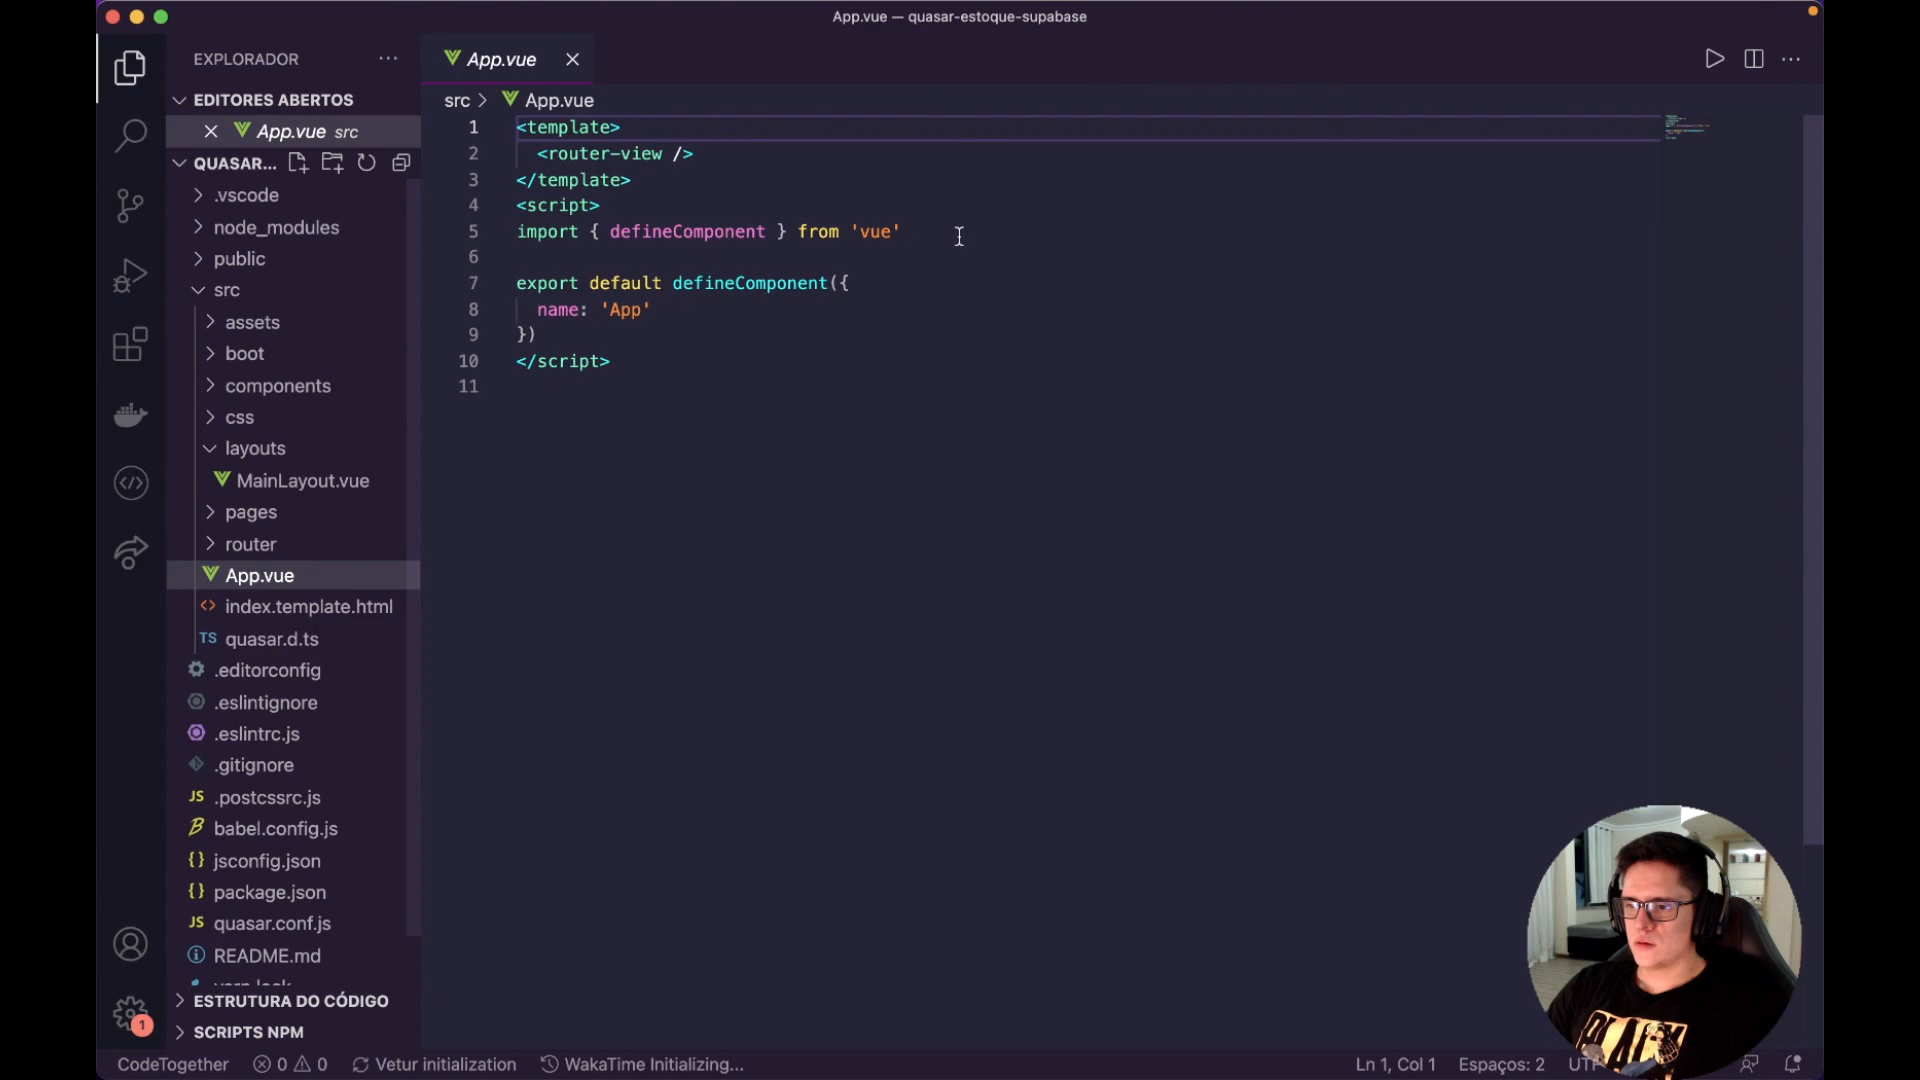 App.vue — quasar-estoque-supabase
EXPLORADOR
App.vue
EDITORES ABERTOS
App.vue src
QUASAR...
.vscode
node_modules
public
src
assets
boot
components
css
layouts
MainLayout.vue
pages
router
App.vue
index.template.html
TS quasar.d.ts
.editorconfig
.eslintignore
.eslintrc.js
.gitignore
JS .postcssrc.js
babel.config.js
{} jsconfig.json
{} package.json
JS quasar.conf.js
README.md
ESTRUTURA DO CÓDIGO
SCRIPTS NPM
1
src > App.vue
1 <template>
2 <router-view />
3 </template>
4 <script>
5 import { defineComponent } from 'vue'
6
7 export default defineComponent({
8 name: 'App'
9 })
10 </script>
11
CodeTogether 0 0 Vetur initialization WakaTime Initializing... Ln 1, Col 1 Espaços: 2